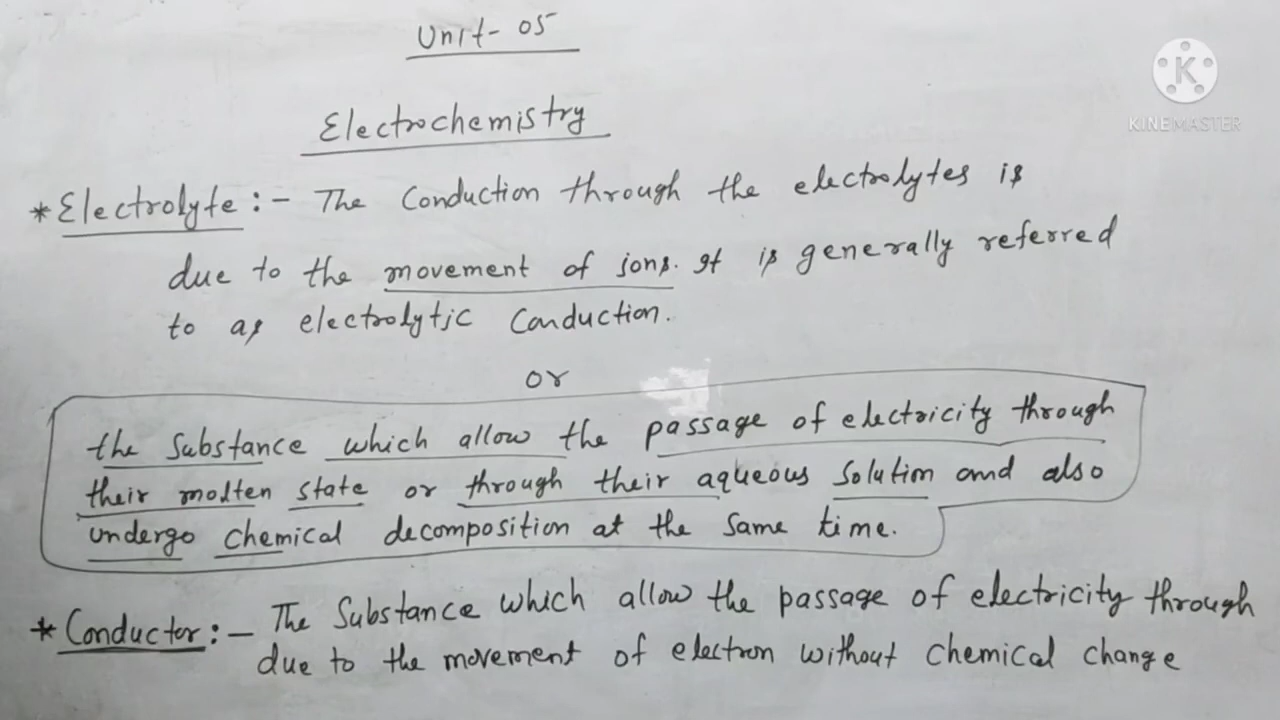 Unit- 05
K
KINEMASTER
Electrochemistry
* Electrolyte :- The Conduction through the electrolytes is
due to the movement of ions. It is generally referred
to as electrolytic Conduction.
or
the Substance which allow the passage of electricity through
their molten state or through their aqueous solution and also
undergo chemical decomposition at the same time.
* Conductor :- The Substance which allow the passage of electricity through
due to the movement of electron without chemical change